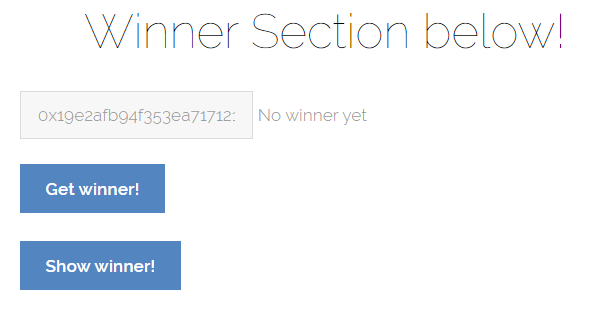 Winner Section below!
0x19e2afb94f353ea71712: No winner yet
Get winner!
Show winner!